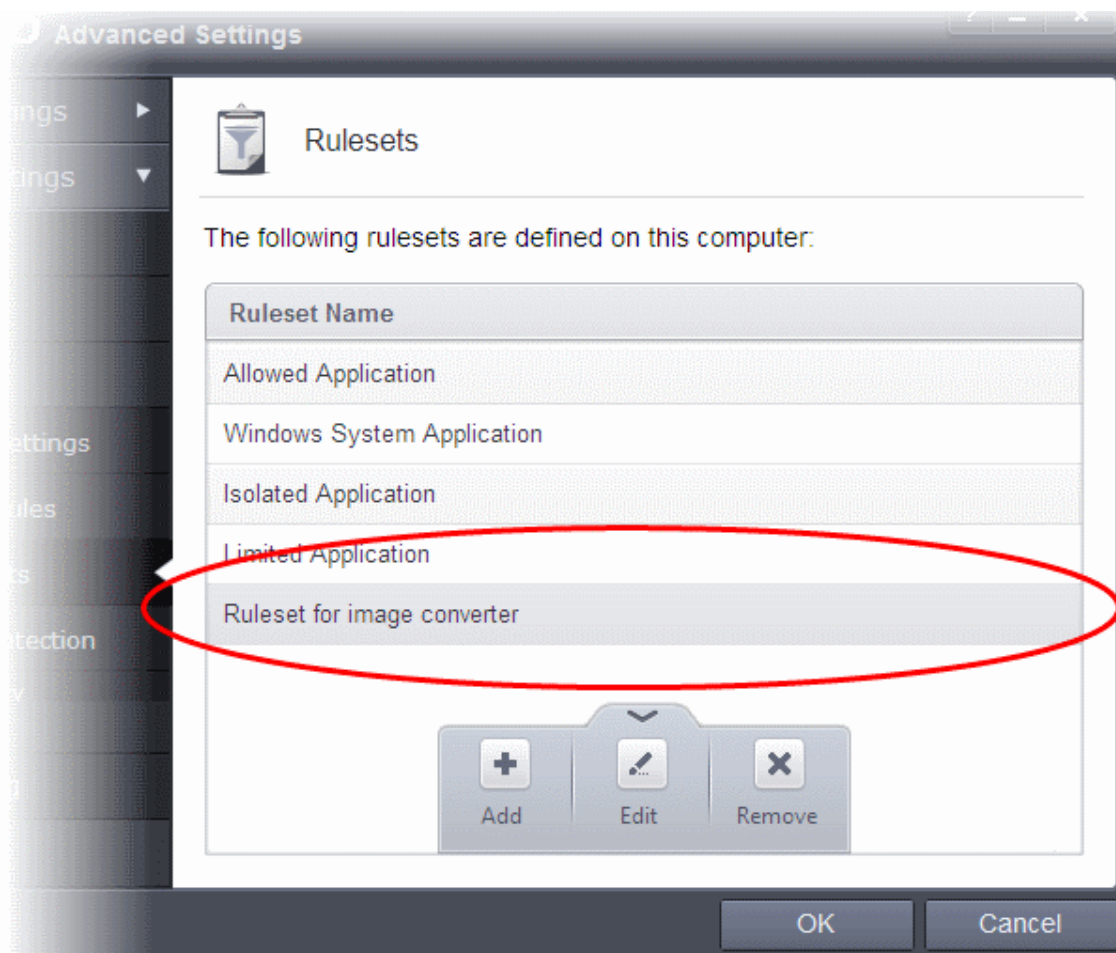 Advanced Settings
Rulesets
The following rulesets are defined on this computer:
Ruleset Name
Allowed Application
Windows System Application
Isolated Application
Limited Application
Ruleset for image converter
Add
Edit
Remove
OK
Cancel